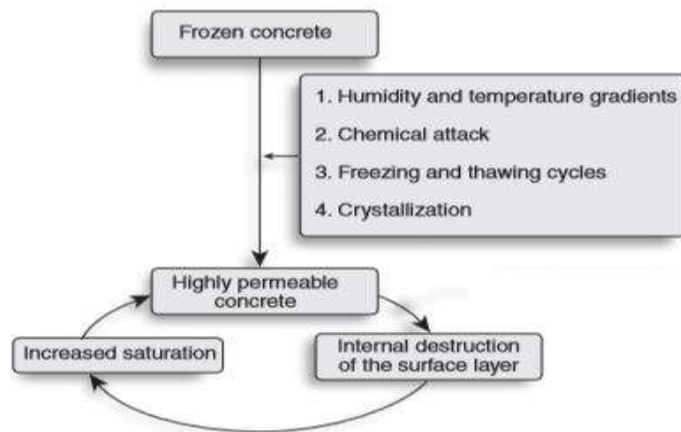 Frozen concrete
1. Humidity and temperature gradients
2. Chemical attack
3. Freezing and thawing cycles
4. Crystallization
Highly permeable
concrete
Increased saturation
Internal destruction
of the surface layer